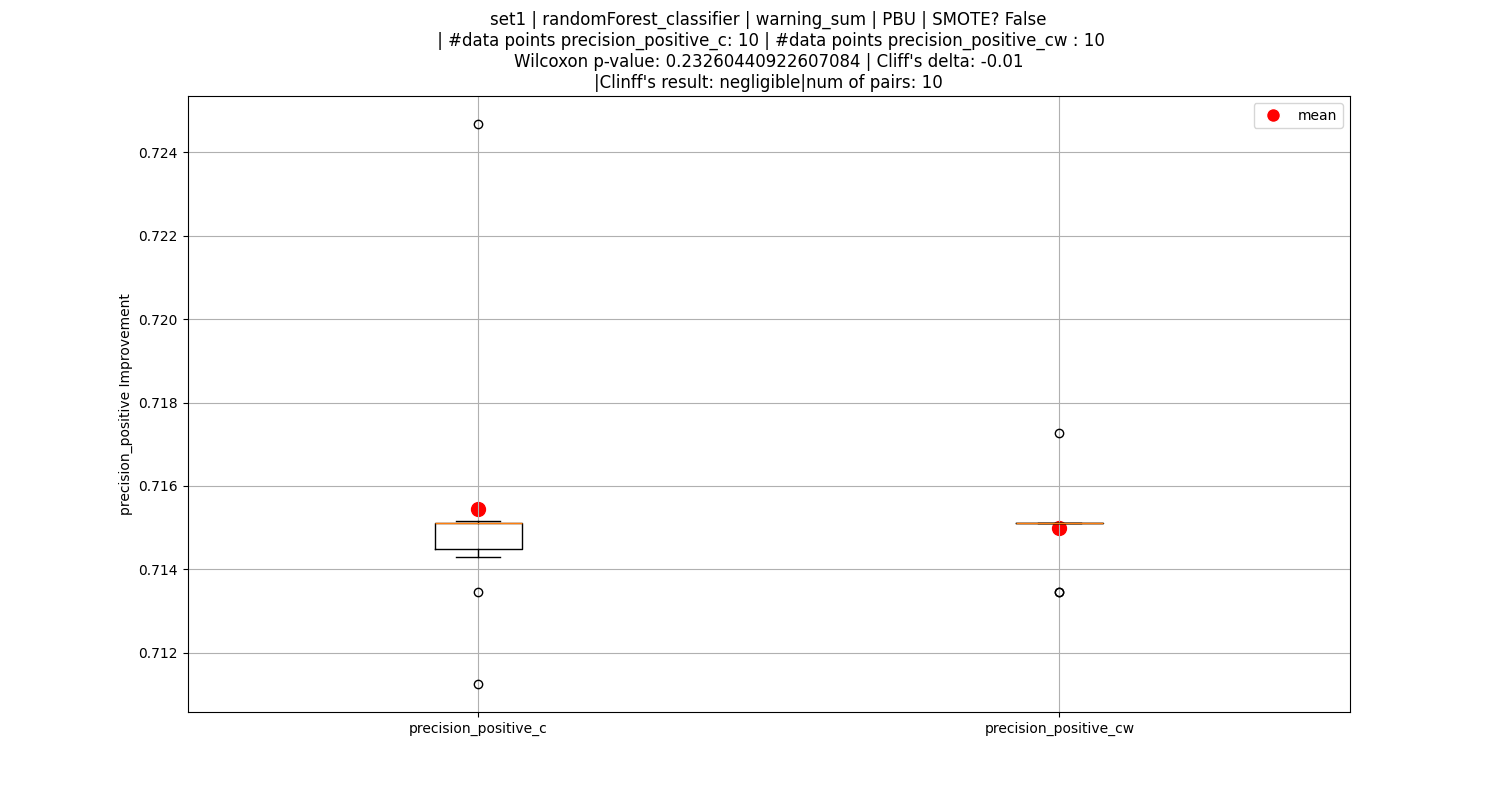 set1 | randomForest_classifier | warning_sum | PBU | SMOTE? False
| #data points precision_positive_c: 10 | #data points precision_positive_cw : 10
Wilcoxon p-value: 0.23260440922607084 | Cliff's delta: -0.01
|Clinff's result: negligible|num of pairs: 10
mean
0.724
0.722
0.720
0.718
0.716
0.714
0.712
precision_positive Improvement
precision_positive_c
precision_positive_cw